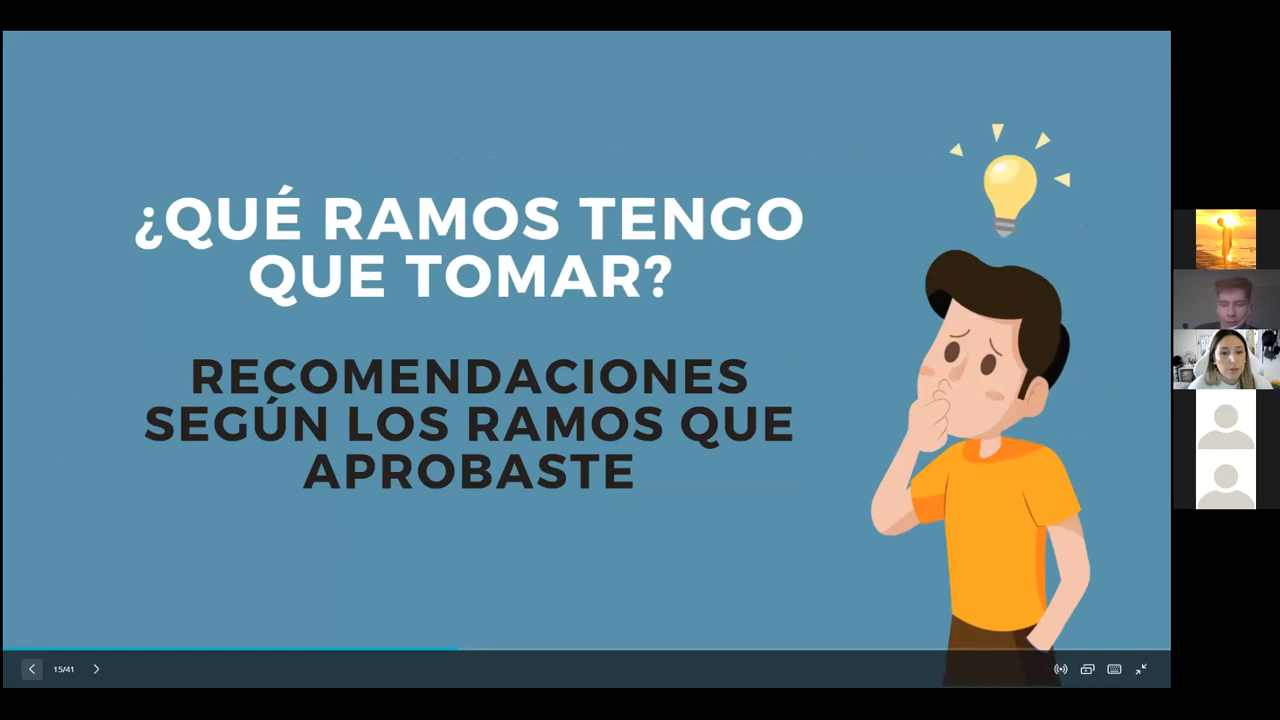 ¿QUÉ RAMOS TENGO
QUE TOMAR?
RECOMENDACIONES
SEGÚN LOS RAMOS QUE
APROBASTE
15/41